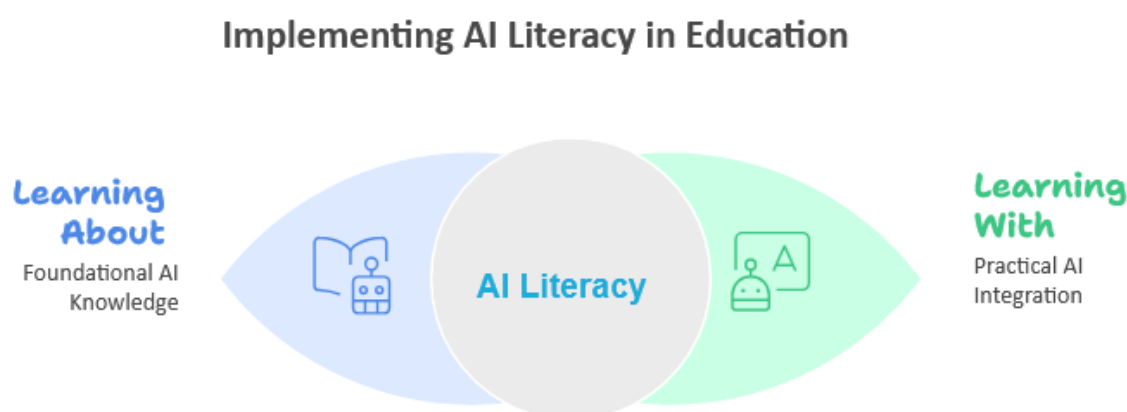 Implementing AI Literacy in Education
Learning
About
Foundational AI
Knowledge
AI Literacy
A
Learning
With
Practical AI
Integration